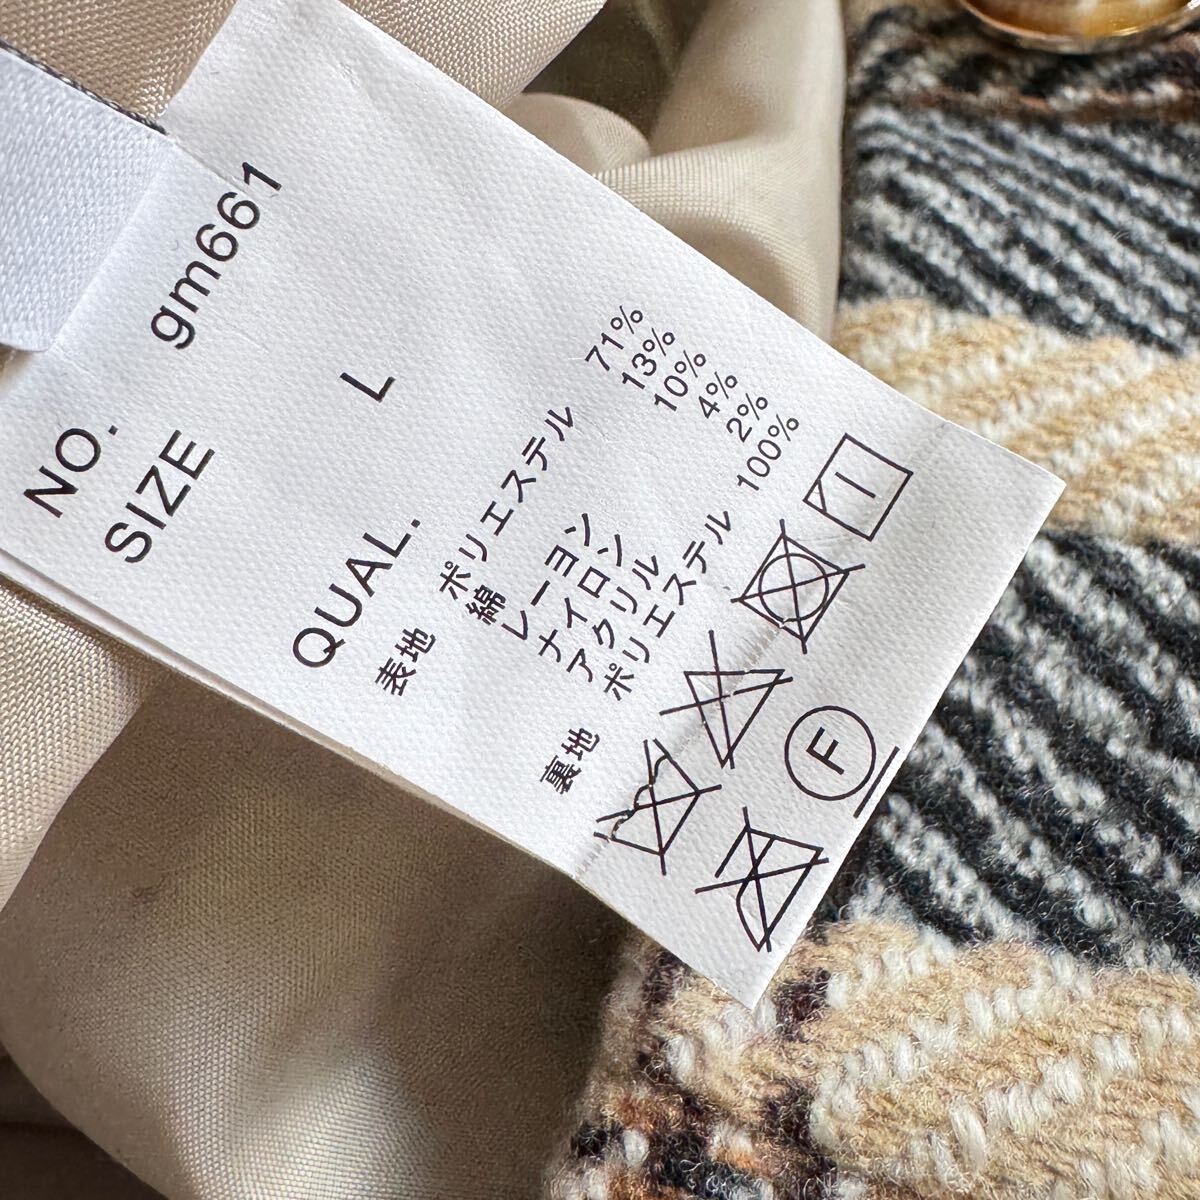 NO. gm661
SIZE L
QUAL.
表地 ポリエステル 71%
綿 13%
レーヨン 10%
ナイロン 4%
アクリル 2%
裏地 ポリエステル 100%
F